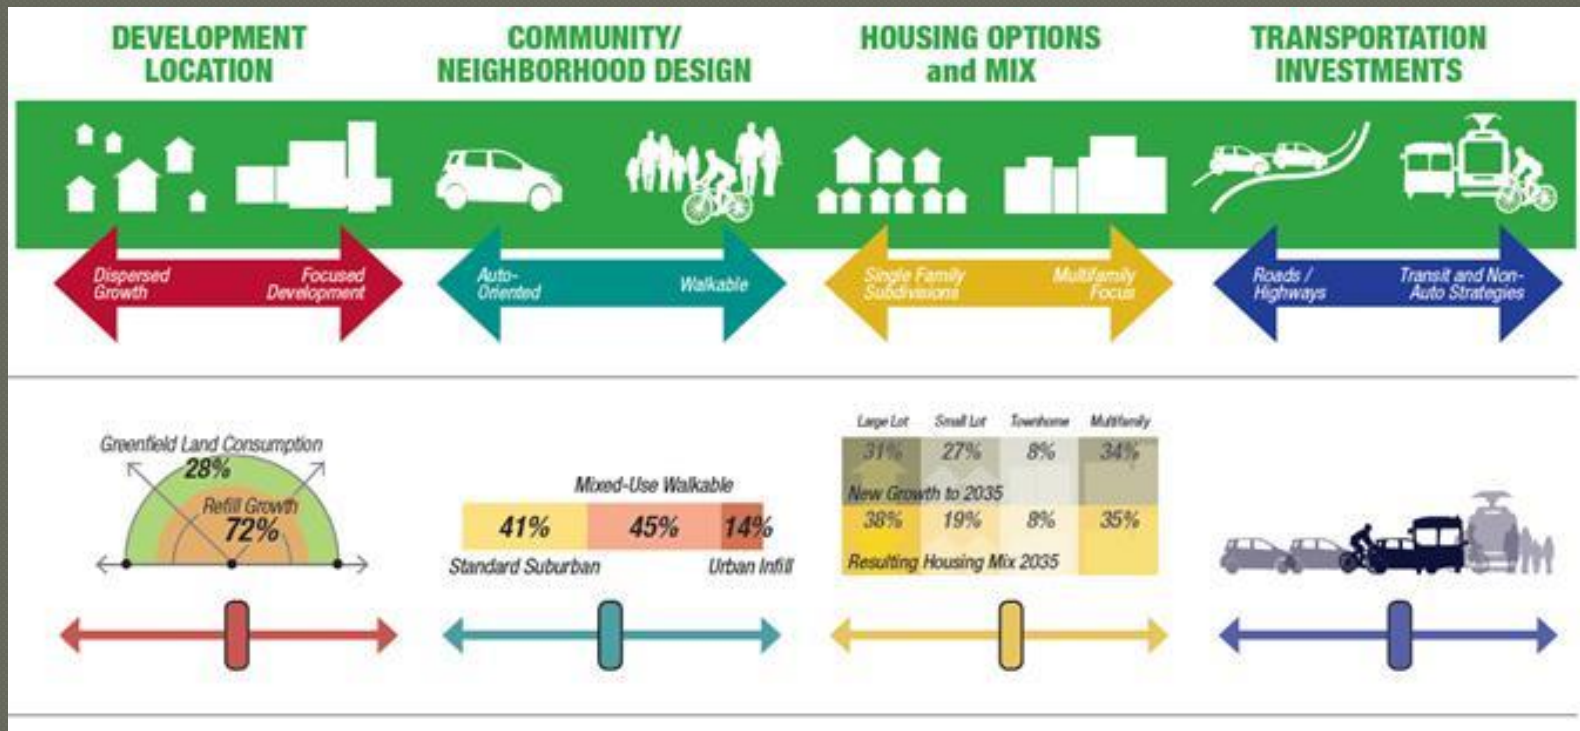 DEVELOPMENT
LOCATION
COMMUNITY/
NEIGHBORHOOD DESIGN
HOUSING OPTIONS
and MIX
TRANSPORTATION
INVESTMENTS
Dispersed
Growth
Focused
Development
Auto-
Oriented
Walkable
Single Family
Subdivisions
Multifamily
Focus
Roads /
Highways
Transit and Non-
Auto Strategies
Greenfield Land Consumption
28%
Refill Growth
72%
Mixed-Use Walkable
41% 45% 14%
Standard Suburban Urban Infill
Large Lot Small Lot Townhome Multifamily
31% 27% 8% 34%
New Growth to 2035
38% 19% 8% 35%
Resulting Housing Mix 2035